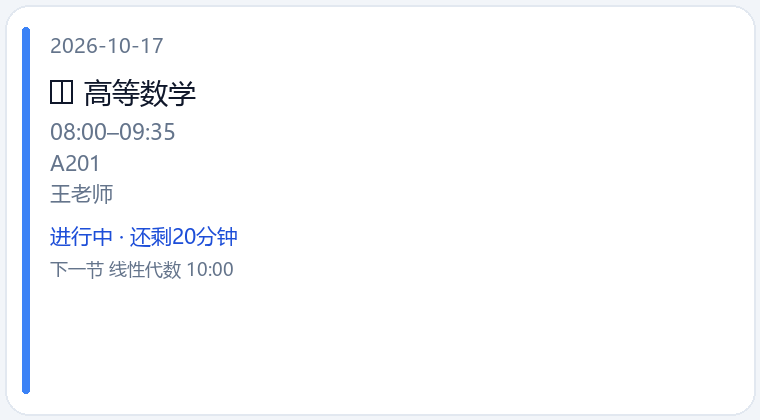 2026-10-17
高等数学
08:00–09:35
A201
王老师
进行中 · 还剩20分钟
下一节 线性代数 10:00